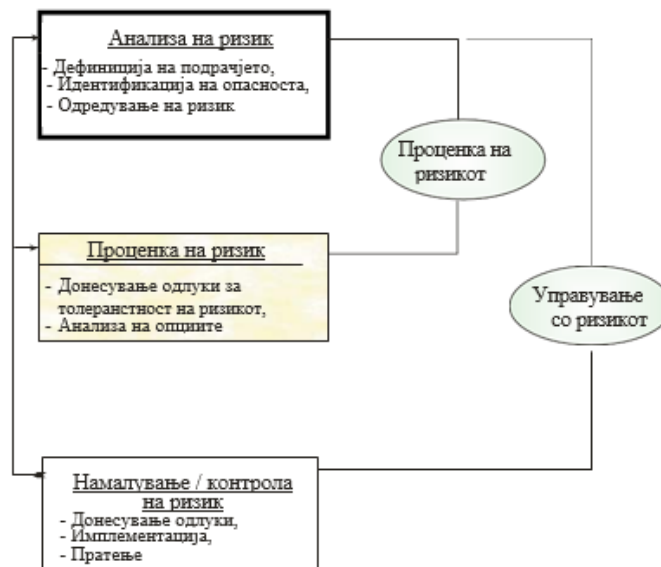 Анализа на ризик
- Дефиниција на подрачјето,
- Идентификација на опасноста,
- Одредување на ризик
Проценка на
ризикот
Проценка на ризик
- Донесување одлуки за
толеранстност на ризикот,
- Анализа на опциите
Управување
со ризикот
Намалување / контрола
на ризик
- Донесување одлуки,
- Имплементација,
- Пратење